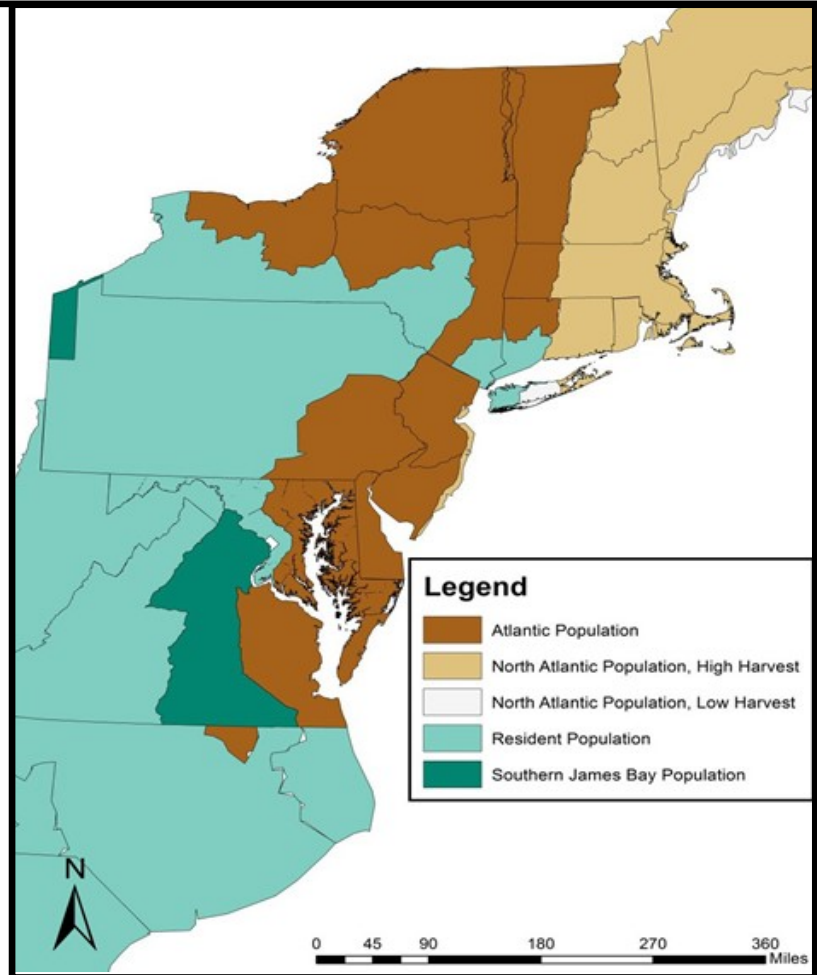 Legend
Atlantic Population
North Atlantic Population, High Harvest
North Atlantic Population, Low Harvest
Resident Population
Southern James Bay Population
N
0 45 90 180 270 360
Miles